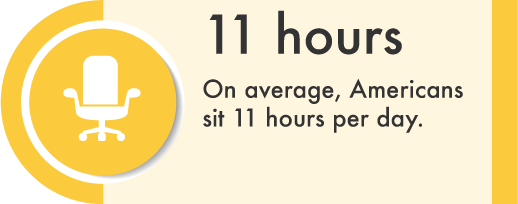 11 hours
On average, Americans
sit 11 hours per day.